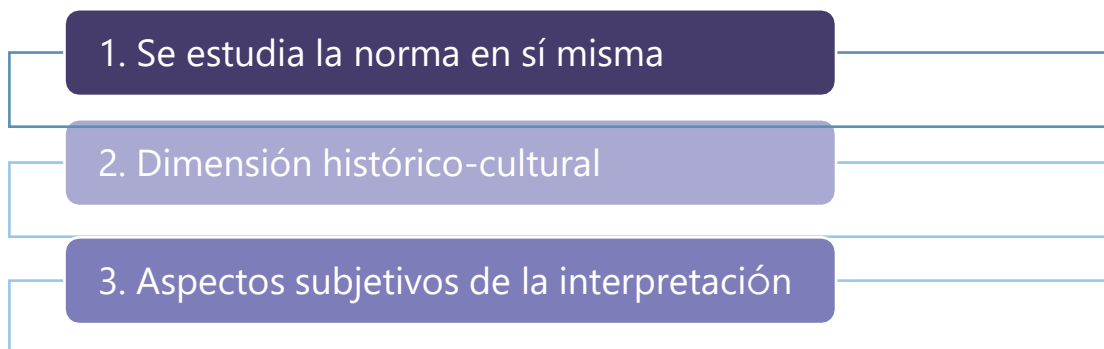 1. Se estudia la norma en sí misma
2. Dimensión histórico-cultural
3. Aspectos subjetivos de la interpretación